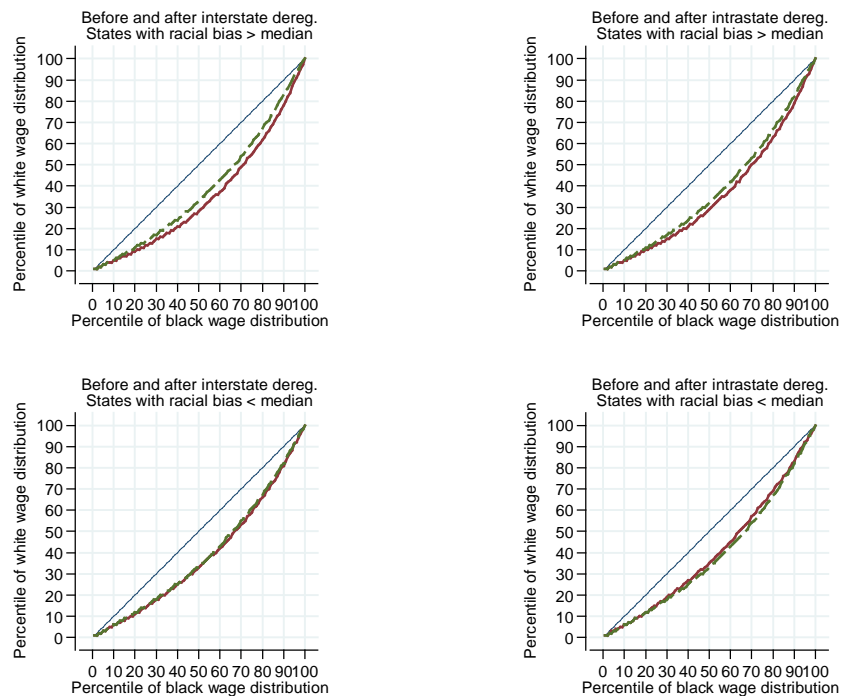 Before and after interstate dereg.
States with racial bias > median
Percentile of white wage distribution
100
90
80
70
60
50
40
30
20
10
0
0 10 20 30 40 50 60 70 80 90 100
Percentile of black wage distribution
Before and after intrastate dereg.
States with racial bias > median
Percentile of white wage distribution
100
90
80
70
60
50
40
30
20
10
0
0 10 20 30 40 50 60 70 80 90 100
Percentile of black wage distribution
Before and after interstate dereg.
States with racial bias < median
Percentile of white wage distribution
100
90
80
70
60
50
40
30
20
10
0
0 10 20 30 40 50 60 70 80 90 100
Percentile of black wage distribution
Before and after intrastate dereg.
States with racial bias < median
Percentile of white wage distribution
100
90
80
70
60
50
40
30
20
10
0
0 10 20 30 40 50 60 70 80 90 100
Percentile of black wage distribution